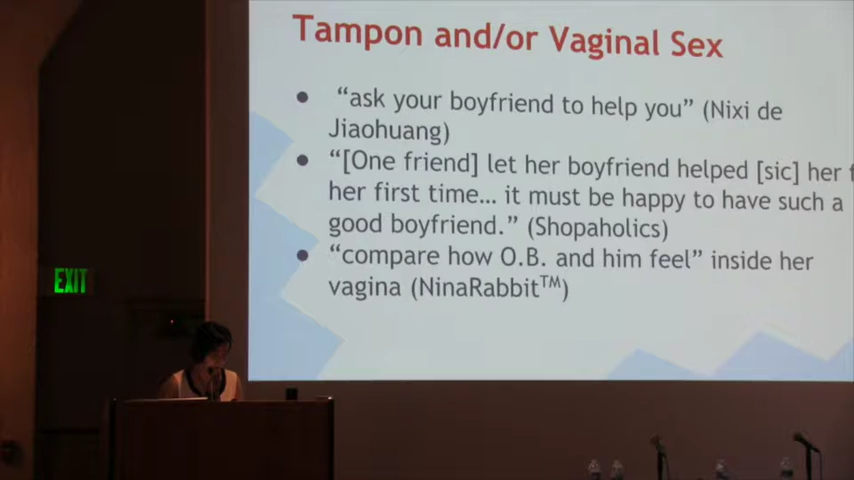 Tampon and/or Vaginal Sex
● “ask your boyfriend to help you” (Nixi de
Jiaohuang)
● “[One friend] let her boyfriend helped [sic] her
her first time... it must be happy to have such a
good boyfriend.” (Shopaholics)
● “compare how O.B. and him feel” inside her
vagina (NinaRabbit™)
EXIT